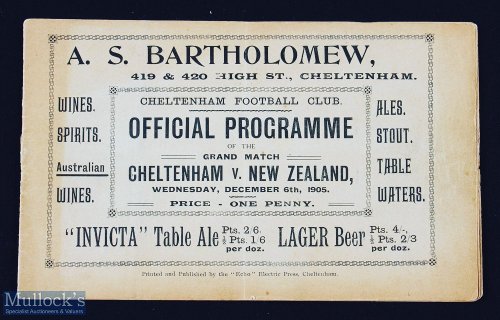 A. S. BARTHOLOMEW,
419 & 420 HIGH ST., CHELTENHAM.
WINES.
SPIRITS.
Australian
WINES.
CHELTENHAM FOOTBALL CLUB.
OFFICIAL PROGRAMME
OF THE
GRAND MATCH
CHELTENHAM V. NEW ZEALAND,
WEDNESDAY, DECEMBER 6th, 1905.
PRICE - ONE PENNY.
ALES.
STOUT.
TABLE
WATERS.
"INVICTA" Table Ale Pts. 2/6. ½ Pts. 1/6 per doz.
LAGER Beer Pts. 4/-, ½ Pts. 2/3 per doz.
Printed and Published by the "Echo" Electric Press, Cheltenham.
Mullock's
Specialist Auctioneers & Valuers